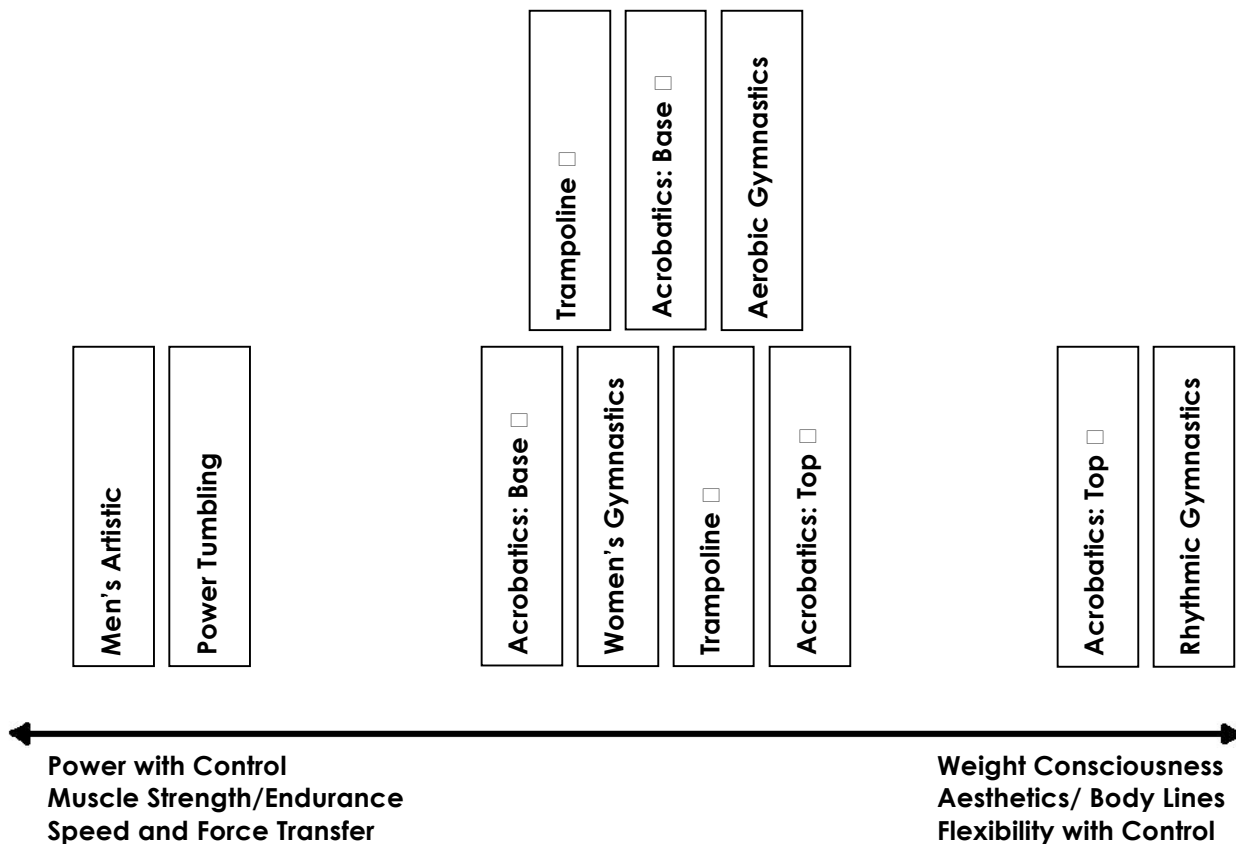 Trampoline □
Acrobatics: Base □
Aerobic Gymnastics
Men's Artistic
Power Tumbling
Acrobatics: Base □
Women's Gymnastics
Trampoline □
Acrobatics: Top □
Acrobatics: Top □
Rhythmic Gymnastics
Power with Control
Muscle Strength/Endurance
Speed and Force Transfer
Weight Consciousness
Aesthetics/ Body Lines
Flexibility with Control